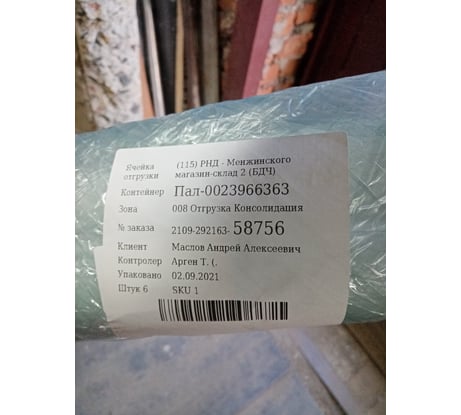 Ячейка отгрузки (115) РНД - Менжинского магазин-склад 2 (БДЧ)
Контейнер Пал-0023966363
Зона 008 Отгрузка Консолидация
№ заказа 2109-292163- 58756
Клиент Маслов Андрей Алексеевич
Контролер Арген Т. (.
Упаковано 02.09.2021
Штук 6 SKU 1